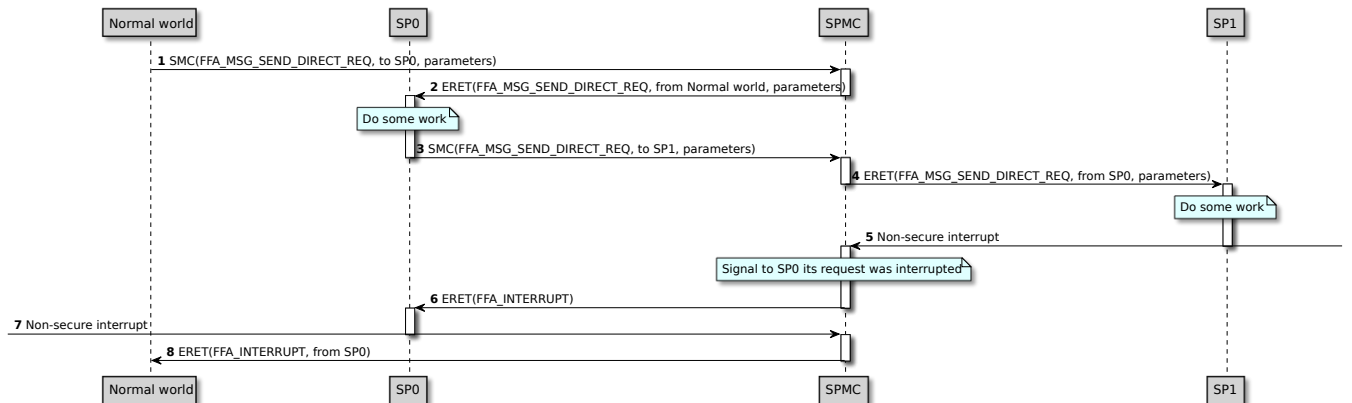 Normal world
SP0
SPMC
SP1
1 SMC(FFA_MSG_SEND_DIRECT_REQ, to SP0, parameters)
2 ERET(FFA_MSG_SEND_DIRECT_REQ, from Normal world, parameters)
Do some work
3 SMC(FFA_MSG_SEND_DIRECT_REQ, to SP1, parameters)
4 ERET(FFA_MSG_SEND_DIRECT_REQ, from SP0, parameters)
Do some work
5 Non-secure interrupt
Signal to SP0 its request was interrupted
6 ERET(FFA_INTERRUPT)
7 Non-secure interrupt
8 ERET(FFA_INTERRUPT, from SP0)
Normal world
SP0
SPMC
SP1